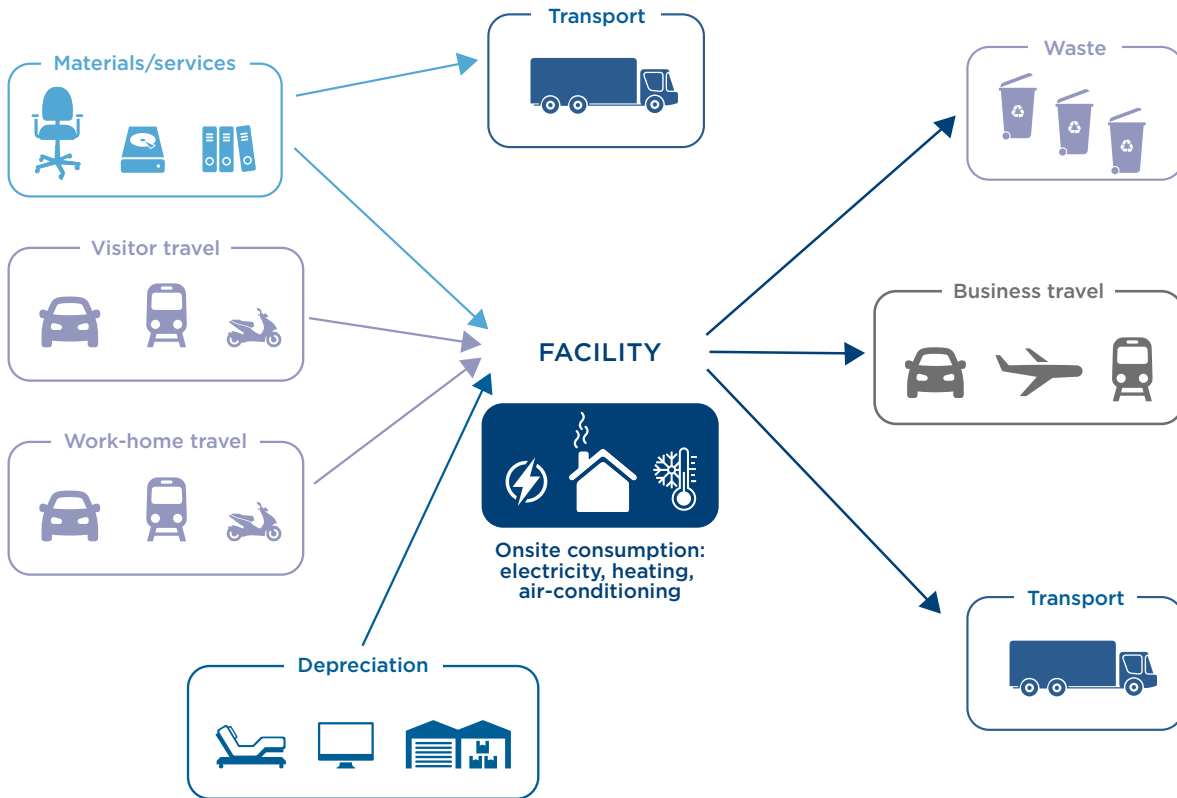 Transport
Materials/services
Waste
Visitor travel
Business travel
FACILITY
Work-home travel
Onsite consumption:
electricity, heating,
air-conditioning
Transport
Depreciation